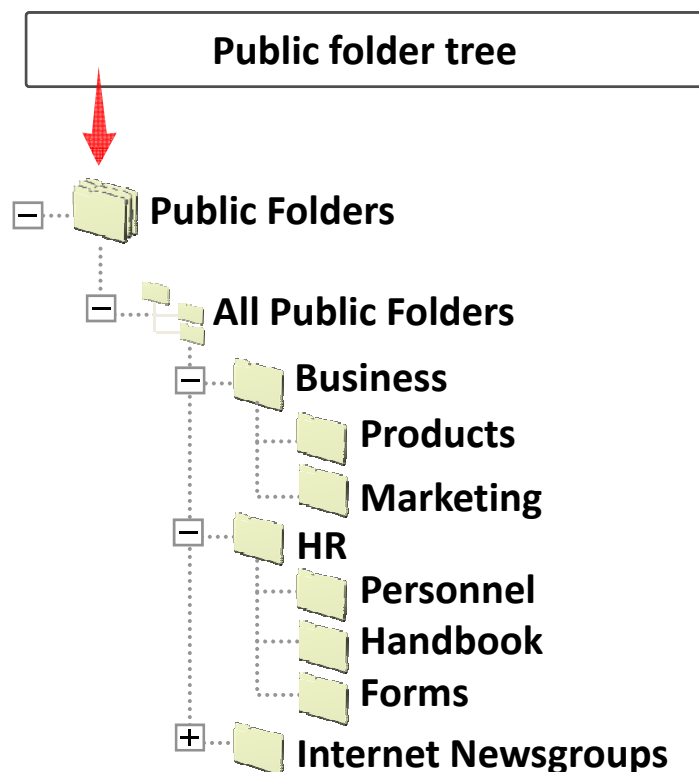 Public folder tree
Public Folders
All Public Folders
Business
Products
Marketing
HR
Personnel
Handbook
Forms
Internet Newsgroups